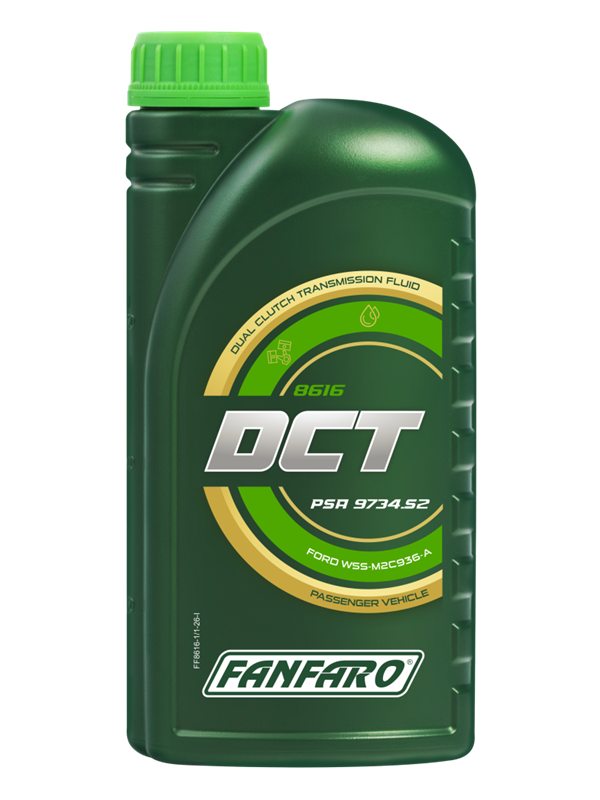 DUAL CLUTCH TRANSMISSION FLUID
8616
DCT
PSA 9734.S2
FORD WSS-M2C936-A
PASSENGER VEHICLE
FF8616-1/1-26-I
FANFARO®